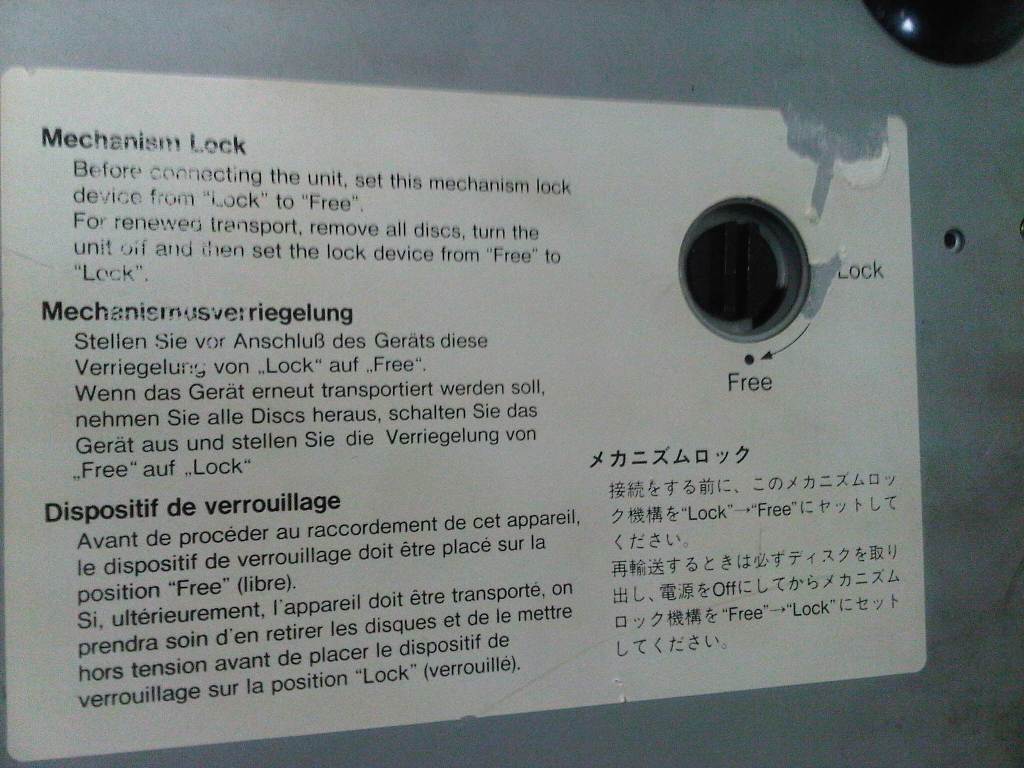 Mechanism Lock
Before connecting the unit, set this mechanism lock
device from “Lock” to “Free”.
For renewed transport, remove all discs, turn the
unit off and then set the lock device from “Free” to
“Lock”.
Mechanismusverriegelung
Stellen Sie vor Anschluß des Geräts diese
Verriegelung von „Lock“ auf „Free“.
Wenn das Gerät erneut transportiert werden soll,
nehmen Sie alle Discs heraus, schalten Sie das
Gerät aus und stellen Sie die Verriegelung von
„Free“ auf „Lock“
Dispositif de verrouillage
Avant de procéder au raccordement de cet appareil,
le dispositif de verrouillage doit être placé sur la
position “Free” (libre).
Si, ultérieurement, l'appareil doit être transporté, on
prendra soin d'en retirer les disques et de le mettre
hors tension avant de placer le dispositif de
verrouillage sur la position “Lock” (verrouillé).
Lock
Free
メカニズムロック
接続をする前に、このメカニズムロッ
ク機構を“Lock”→“Free”にセットして
ください。
再輸送するときは必ずディスクを取り
出し、電源をOffにしてからメカニズム
ロック機構を“Free”→“Lock”にセット
してください。